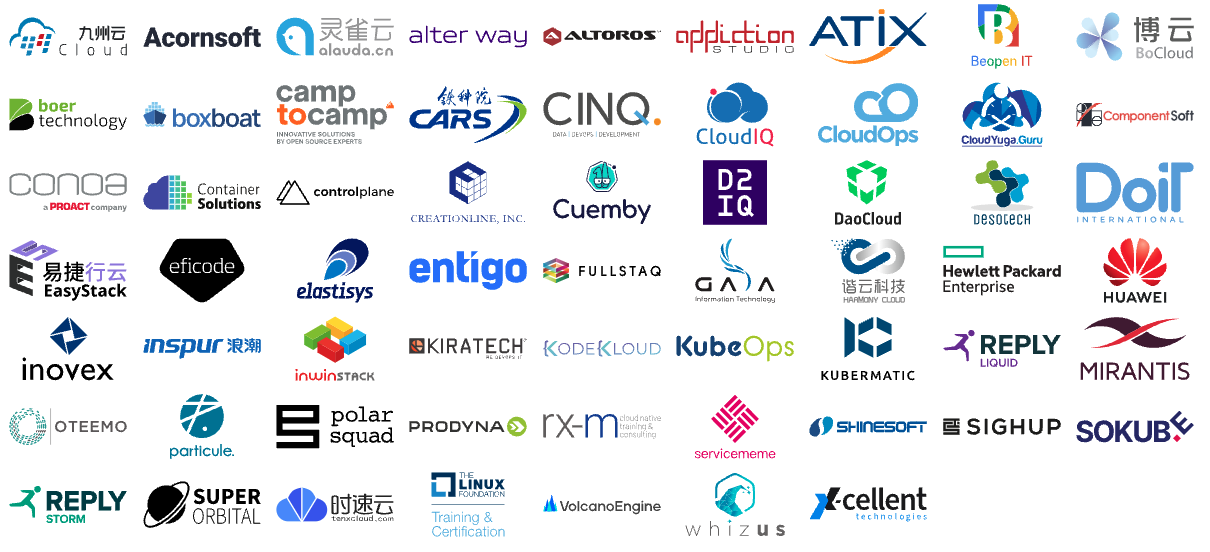 九州云
Cloud
Acornsoft
灵雀云
alauda.cn
alter way
ALTOROS
appliction
STUDIO
ATIX
Beopen IT
博云
BoCloud
boer
technology
boxboat
camp
tocamp
INNOVATIVE SOLUTIONS
BY OPEN SOURCE EXPERTS
铁科院
CARS
CINQ.
DATA | DEVOPS | DEVELOPMENT
CloudIQ
CloudOps
CloudYuga.Guru
ComponentSoft
conoa
a PROACT company
Container
Solutions
controlplane
CREATIONLINE, INC.
Cuemby
D2
IQ
DaoCloud
DESOTECH
DoiT
INTERNATIONAL
易捷行云
EasyStack
eficode
elastisys
entigo
FULLSTAQ
GAIA
Information Technology
谐云科技
HARMONY CLOUD
Hewlett Packard
Enterprise
HUAWEI
inovex
inspur 浪潮
inwinSTACK
KIRATECH
WE DEVOPS IT
KODEKLOUD
KubeOps
KUBERMATIC
REPLY
LIQUID
MIRANTIS
OTEEMO
particule.
polar
squad
PRODYNA
rx-m
cloud native
training &
consulting
servicememe
SHINESOFT
SIGHUP
SOKUBE
REPLY
STORM
SUPER
ORBITAL
时速云
tenxcloud.com
THE
LINUX
FOUNDATION
Training &
Certification
VolcanoEngine
whizus
x-cellent
technologies